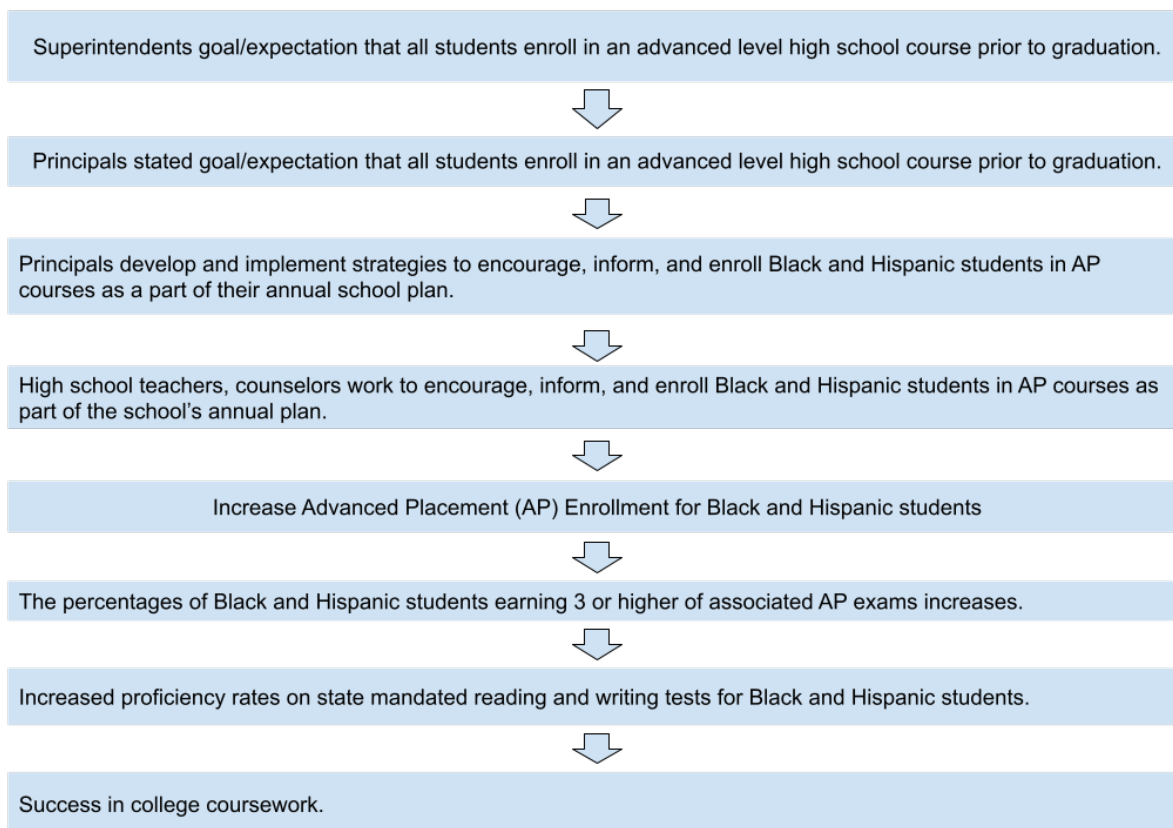 Superintendents goal/expectation that all students enroll in an advanced level high school course prior to graduation.
Principals stated goal/expectation that all students enroll in an advanced level high school course prior to graduation.
Principals develop and implement strategies to encourage, inform, and enroll Black and Hispanic students in AP
courses as a part of their annual school plan.
High school teachers, counselors work to encourage, inform, and enroll Black and Hispanic students in AP courses as
part of the school’s annual plan.
Increase Advanced Placement (AP) Enrollment for Black and Hispanic students
The percentages of Black and Hispanic students earning 3 or higher of associated AP exams increases.
Increased proficiency rates on state mandated reading and writing tests for Black and Hispanic students.
Success in college coursework.